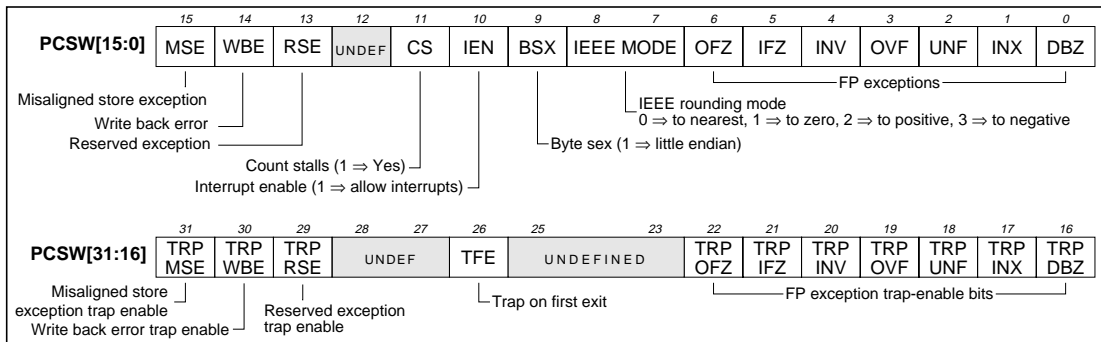 15 14 13 12 11 10 9 8 7 6 5 4 3 2 1 0
PCSW[15:0] MSE WBE RSE UNDEF CS IEN BSX IEEE MODE OFZ IFZ INV OVF UNF INX DBZ
FP exceptions
Misaligned store exception
IEEE rounding mode
0 ⇒ to nearest, 1 ⇒ to zero, 2 ⇒ to positive, 3 ⇒ to negative
Write back error
Reserved exception
Byte sex (1 ⇒ little endian)
Count stalls (1 ⇒ Yes)
Interrupt enable (1 ⇒ allow interrupts)
31 30 29 28 27 26 25 23 22 21 20 19 18 17 16
PCSW[31:16] TRP MSE TRP WBE TRP RSE UNDEF TFE UNDEFINED TRP OFZ TRP IFZ TRP INV TRP OVF TRP UNF TRP INX TRP DBZ
Misaligned store
exception trap enable
Write back error trap enable
Reserved exception
trap enable
Trap on first exit
FP exception trap-enable bits